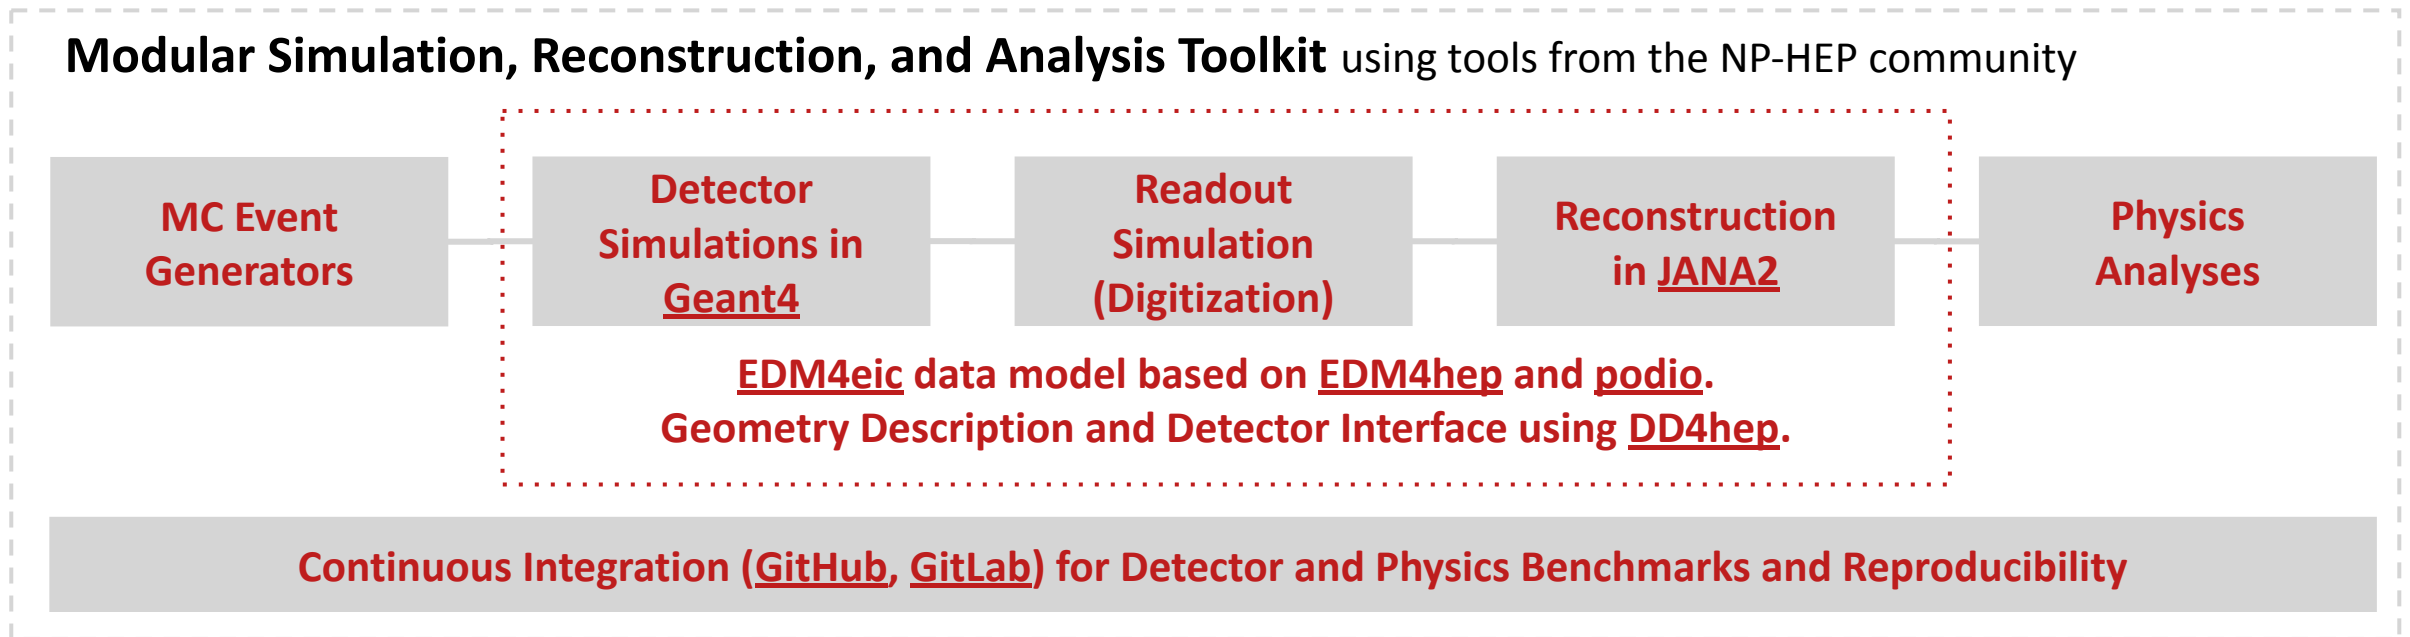 Modular Simulation, Reconstruction, and Analysis Toolkit using tools from the NP-HEP community
MC Event
Generators
Detector
Simulations in
Geant4
Readout
Simulation
(Digitization)
Reconstruction
in JANA2
Physics
Analyses
EDM4eic data model based on EDM4hep and podio.
Geometry Description and Detector Interface using DD4hep.
Continuous Integration (GitHub, GitLab) for Detector and Physics Benchmarks and Reproducibility